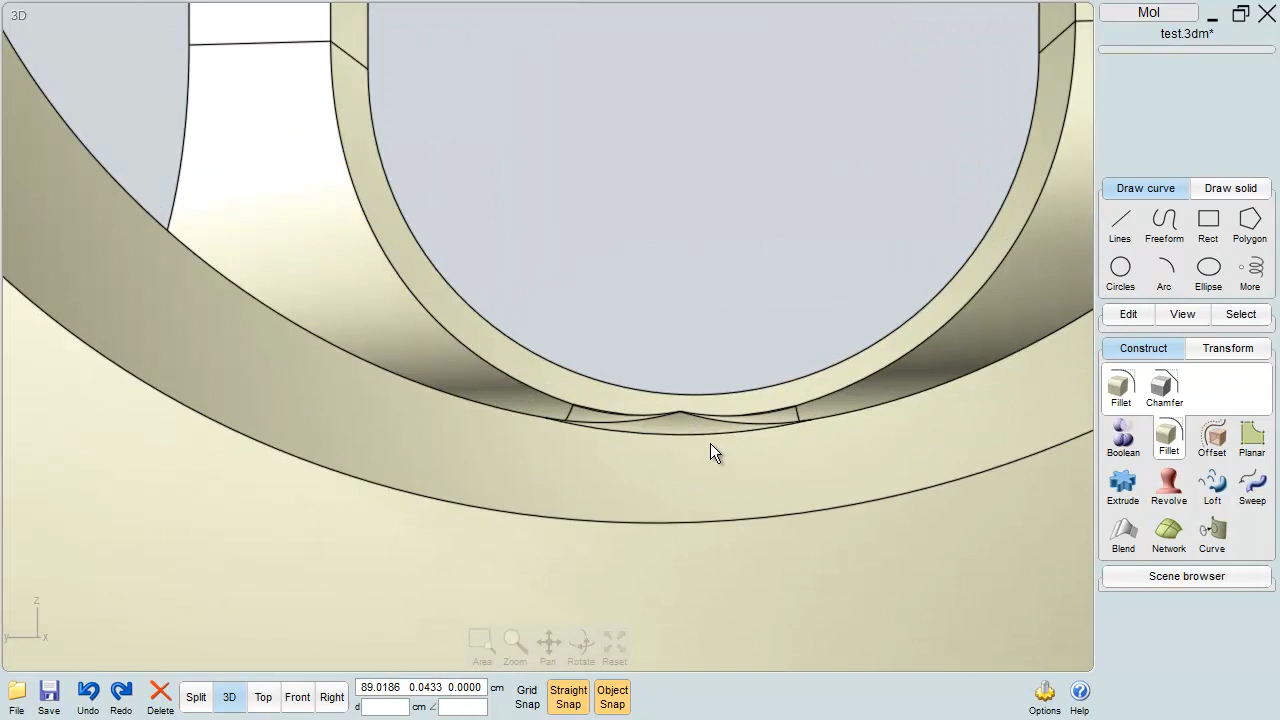 3D
MoI
test.3dm*
Draw curve Draw solid
Lines Freeform Rect Polygon
Circles Arc Ellipse More
Edit View Select
Construct Transform
Fillet Chamfer
Boolean Fillet Offset Planar
Extrude Revolve Loft Sweep
Blend Network Curve
Scene browser
z
y x
Area Zoom Pan Rotate Reset
File Save Undo Redo Delete Split 3D Top Front Right 89.0186 0.0433 0.0000 cm d cm Grid Snap Straight Snap Object Snap Options Help